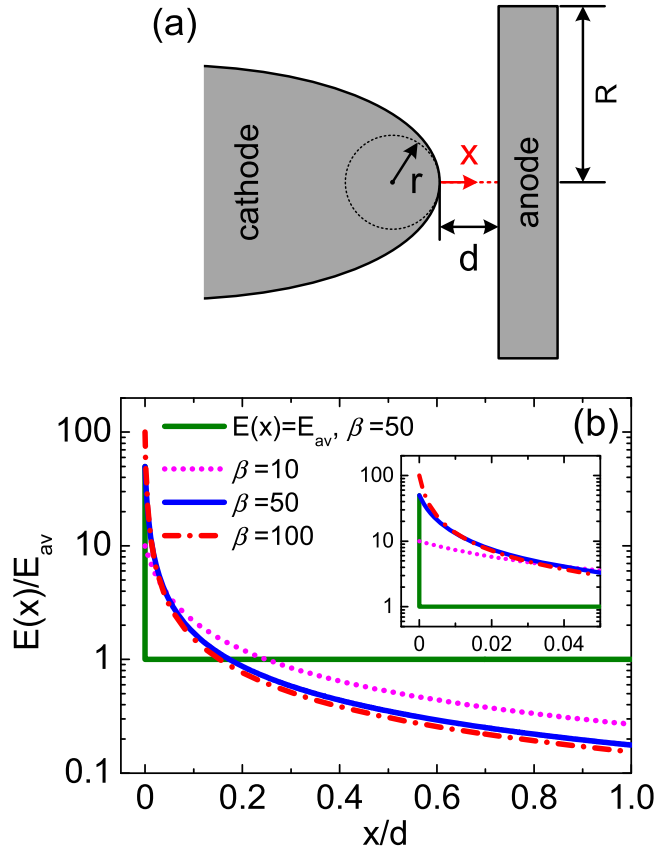 (a)
cathode
r
x
d
anode
R
(b)
E(x)=E_av, β=50
β=10
β=50
β=100
E(x)/E_av
100
10
1
0.1
0
0.2
0.4
0.6
0.8
1.0
x/d
100
10
1
0
0.02
0.04